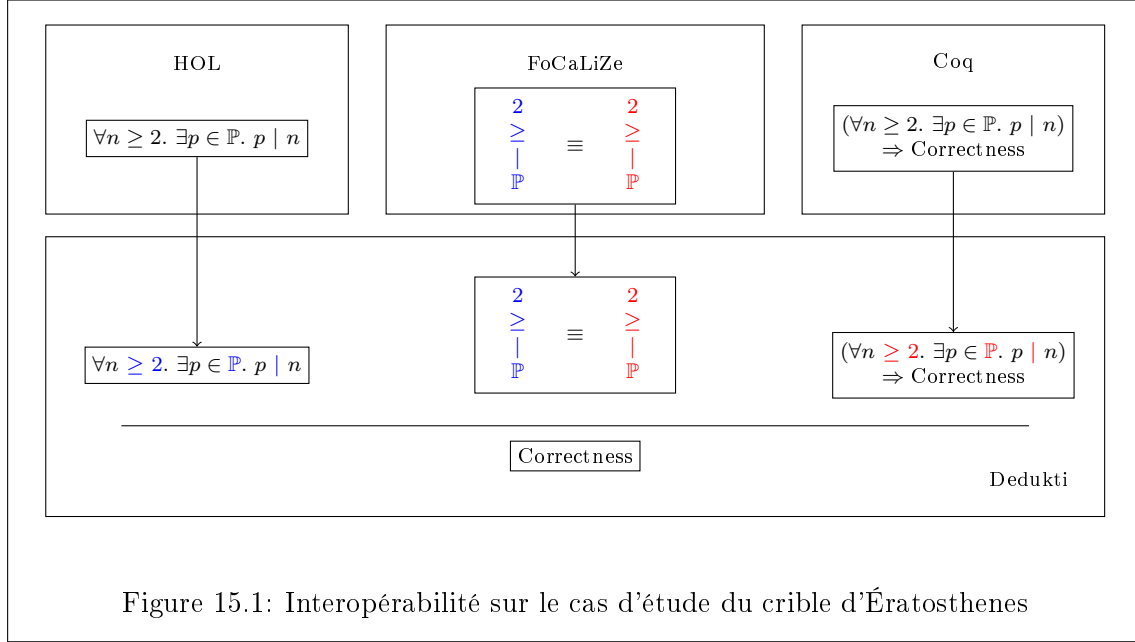 HOL
∀n ≥ 2. ∃p ∈ ℙ. p | n
FoCaLiZe
2 2
≥ ≥
≡
| |
ℙ ℙ
Coq
(∀n ≥ 2. ∃p ∈ ℙ. p | n)
⇒ Correctness
∀n ≥ 2. ∃p ∈ ℙ. p | n
2 2
≥ ≥
≡
| |
ℙ ℙ
(∀n ≥ 2. ∃p ∈ ℙ. p | n)
⇒ Correctness
Correctness
Dedukti
Figure 15.1: Interopérabilité sur le cas d'étude du crible d'Ératosthenes